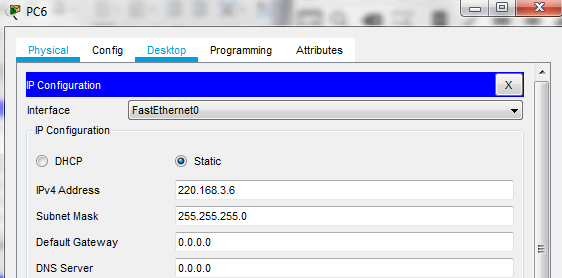 PC6
Physical Config Desktop Programming Attributes
IP Configuration X
Interface FastEthernet0
IP Configuration
DHCP Static
IPv4 Address 220.168.3.6
Subnet Mask 255.255.255.0
Default Gateway 0.0.0.0
DNS Server 0.0.0.0